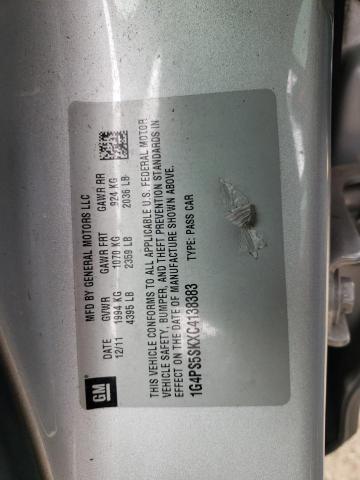 GM
MFD BY GENERAL MOTORS LLC
DATE GVWR GAWR FRT GAWR RR
12/11 1994 KG 1070 KG 924 KG
4395 LB 2359 LB 2036 LB
THIS VEHICLE CONFORMS TO ALL APPLICABLE U.S. FEDERAL MOTOR
VEHICLE SAFETY, BUMPER, AND THEFT PREVENTION STANDARDS IN
EFFECT ON THE DATE OF MANUFACTURE SHOWN ABOVE.
1G4PS5SKXC4138383 TYPE: PASS CAR